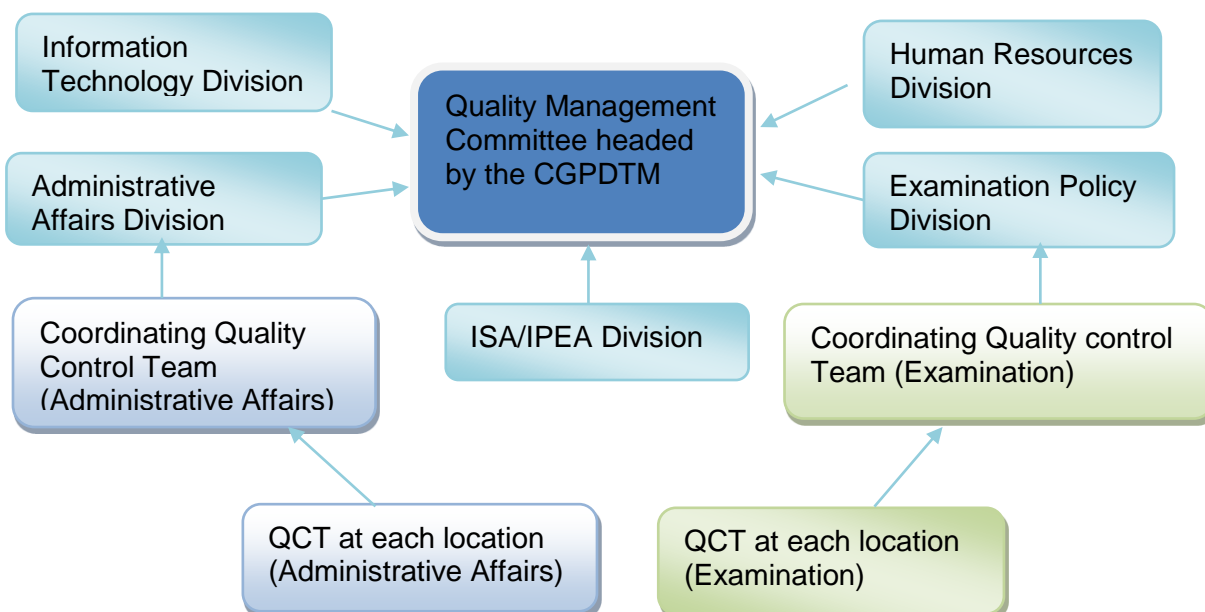 Information
Technology Division
Quality Management
Committee headed
by the CGPDTM
Human Resources
Division
Administrative
Affairs Division
Examination Policy
Division
Coordinating Quality
Control Team
(Administrative Affairs)
ISA/IPEA Division
Coordinating Quality control
Team (Examination)
QCT at each location
(Administrative Affairs)
QCT at each location
(Examination)